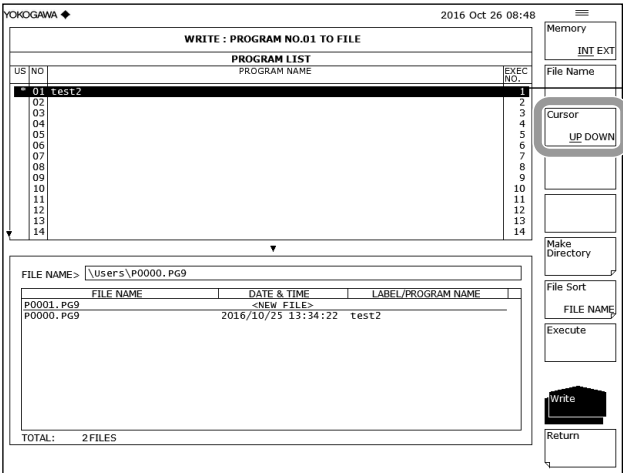 YOKOGAWA ◆ 2016 Oct 26 08:48
WRITE : PROGRAM NO.01 TO FILE
PROGRAM LIST
US NO PROGRAM NAME EXEC NO.
* 01 test2 1
02 2
03 3
04 4
05 5
06 6
07 7
08 8
09 9
10 10
11 11
12 12
13 13
14 14
FILE NAME> \Users\P0000.PG9
FILE NAME DATE & TIME LABEL/PROGRAM NAME
P0001.PG9 <NEW FILE>
P0000.PG9 2016/10/25 13:34:22 test2
TOTAL: 2FILES
Memory
INT EXT
File Name
Cursor
UP DOWN
Make
Directory
File Sort
FILE NAME
Execute
Write
Return